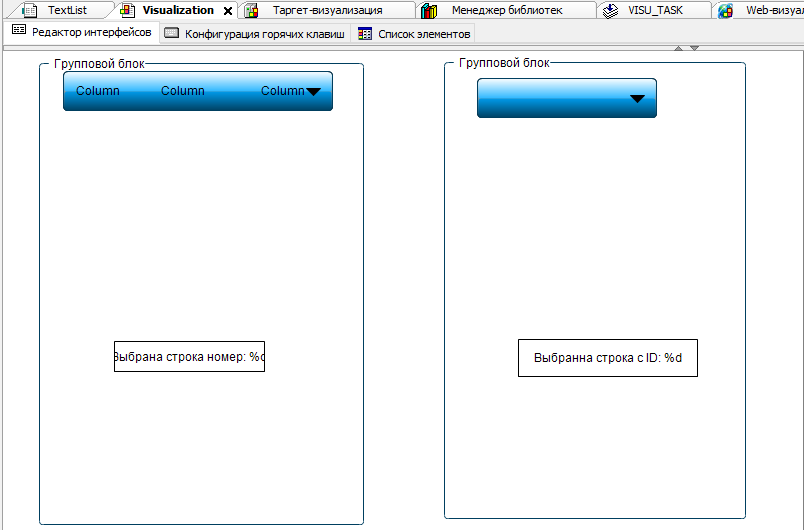 TextList Visualization Таргет-визуализация Менеджер библиотек VISU_TASK Web-визуал
Редактор интерфейсов Конфигурация горячих клавиш Список элементов
Групповой блок
Column Column Column
Выбрана строка номер: %d
Групповой блок
Выбранна строка с ID: %d